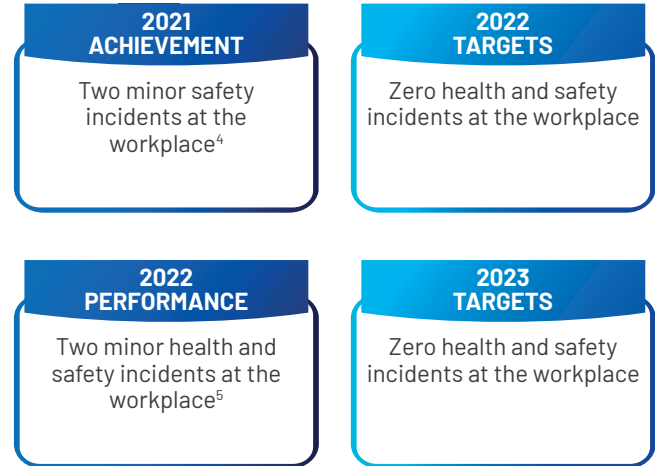 2021
ACHIEVEMENT
Two minor safety
incidents at the
workplace⁴
2022
TARGETS
Zero health and safety
incidents at the workplace
2022
PERFORMANCE
Two minor health and
safety incidents at the
workplace⁵
2023
TARGETS
Zero health and safety
incidents at the workplace